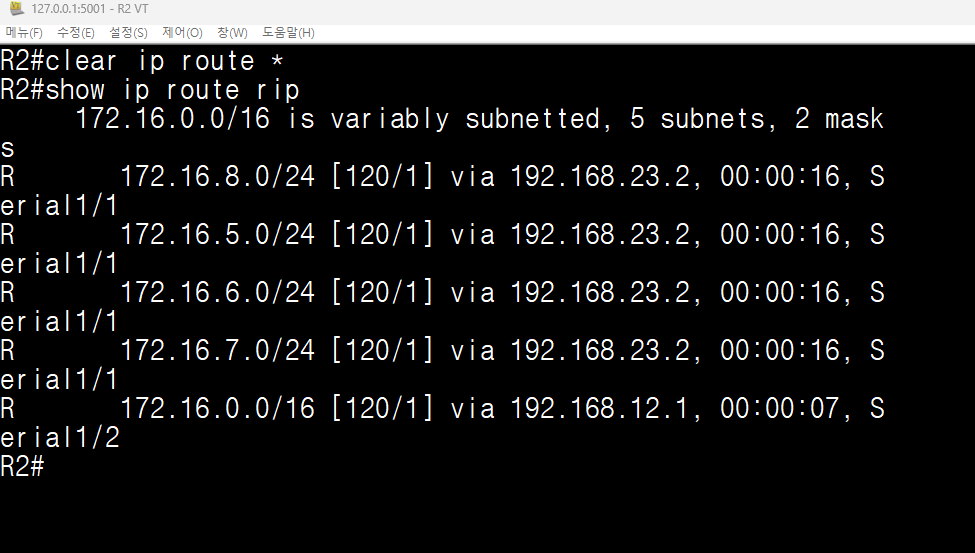 127.0.0.1:5001 - R2 VT
메뉴(F) 수정(E) 설정(S) 제어(O) 창(W) 도움말(H)
R2#clear ip route *
R2#show ip route rip
     172.16.0.0/16 is variably subnetted, 5 subnets, 2 mask
s
R       172.16.8.0/24 [120/1] via 192.168.23.2, 00:00:16, S
erial1/1
R       172.16.5.0/24 [120/1] via 192.168.23.2, 00:00:16, S
erial1/1
R       172.16.6.0/24 [120/1] via 192.168.23.2, 00:00:16, S
erial1/1
R       172.16.7.0/24 [120/1] via 192.168.23.2, 00:00:16, S
erial1/1
R       172.16.0.0/16 [120/1] via 192.168.12.1, 00:00:07, S
erial1/2
R2#